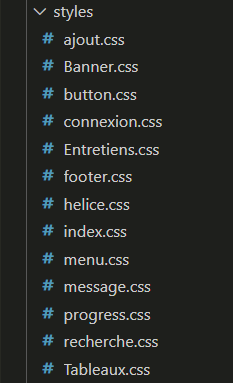 styles
# ajout.css
# Banner.css
# button.css
# connexion.css
# Entretiens.css
# footer.css
# helice.css
# index.css
# menu.css
# message.css
# progress.css
# recherche.css
# Tableaux.css